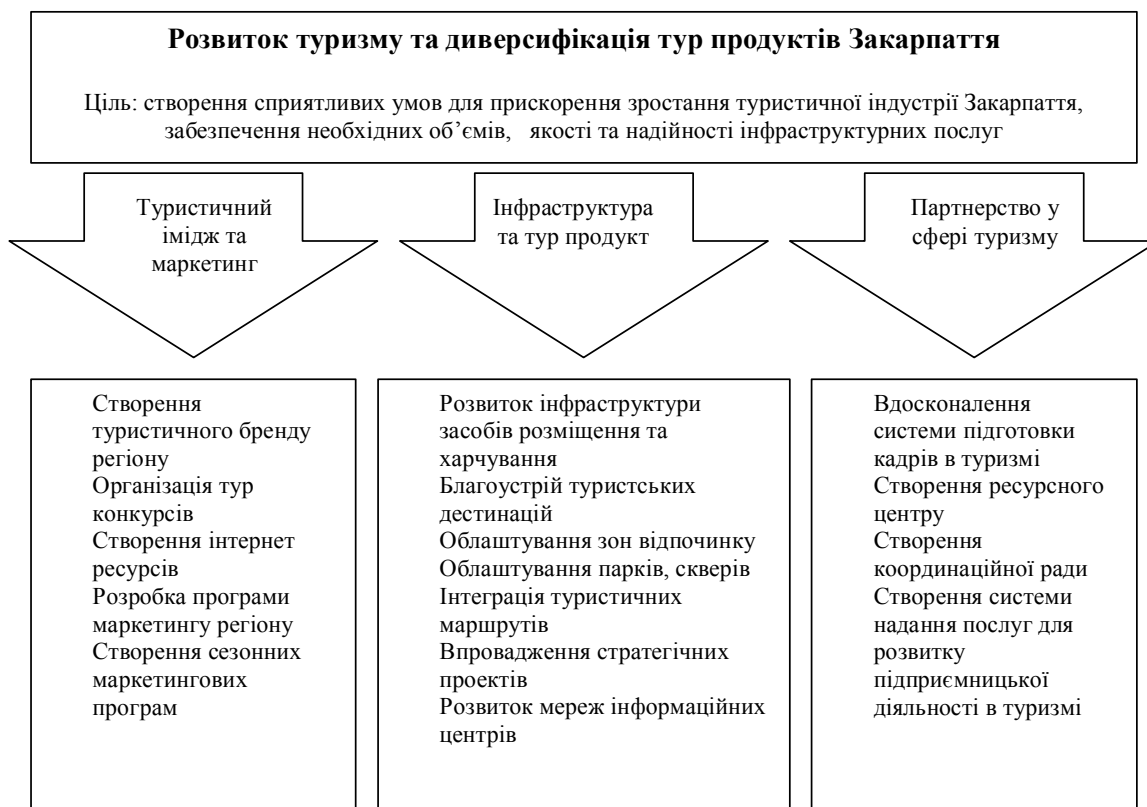 Розвиток туризму та диверсифікація тур продуктів Закарпаття
Ціль: створення сприятливих умов для прискорення зростання туристичної індустрії Закарпаття,
забезпечення необхідних об’ємів, якості та надійності інфраструктурних послуг
Туристичний
імідж та
маркетинг
Інфраструктура
та тур продукт
Партнерство у
сфері туризму
Створення
туристичного бренду
регіону
Організація тур
конкурсів
Створення інтернет
ресурсів
Розробка програми
маркетингу регіону
Створення сезонних
маркетингових
програм
Розвиток інфраструктури
засобів розміщення та
харчування
Благоустрій туристських
дестинацій
Облаштування зон відпочинку
Облаштування парків, скверів
Інтеграція туристичних
маршрутів
Впровадження стратегічних
проектів
Розвиток мереж інформаційних
центрів
Вдосконалення
системи підготовки
кадрів в туризмі
Створення ресурсного
центру
Створення
координаційної ради
Створення системи
надання послуг для
розвитку
підприємницької
діяльності в туризмі